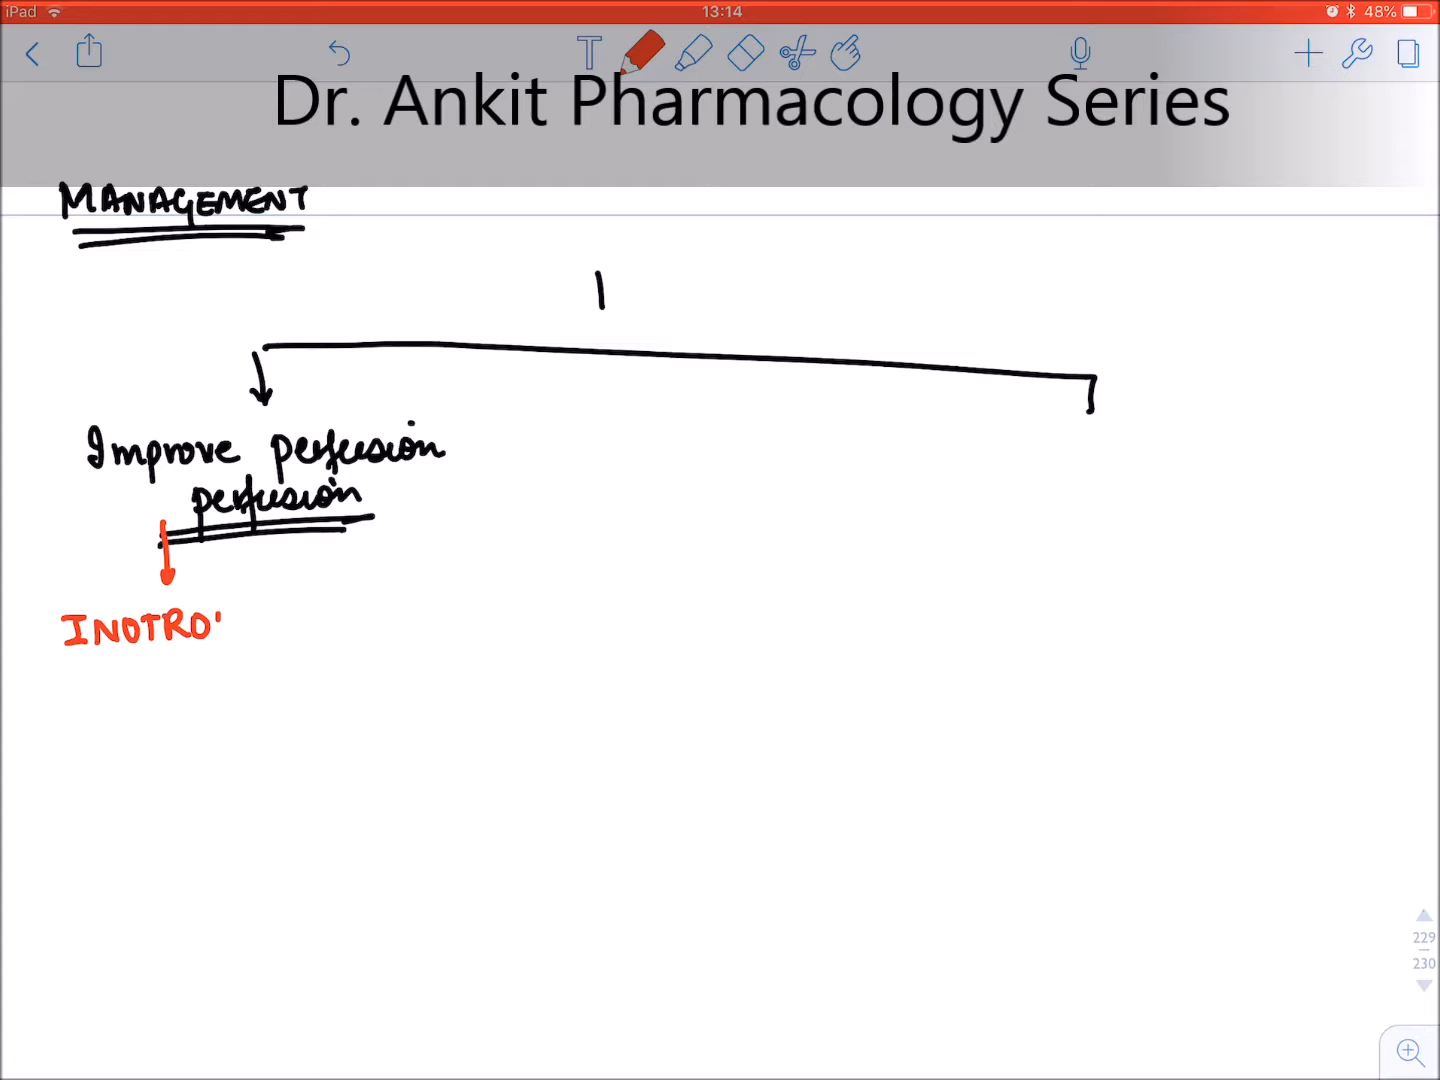 iPad 13:14 48%
Dr. Ankit Pharmacology Series
MANAGEMENT
Improve perfusion
perfusion
INOTRO'
229
230